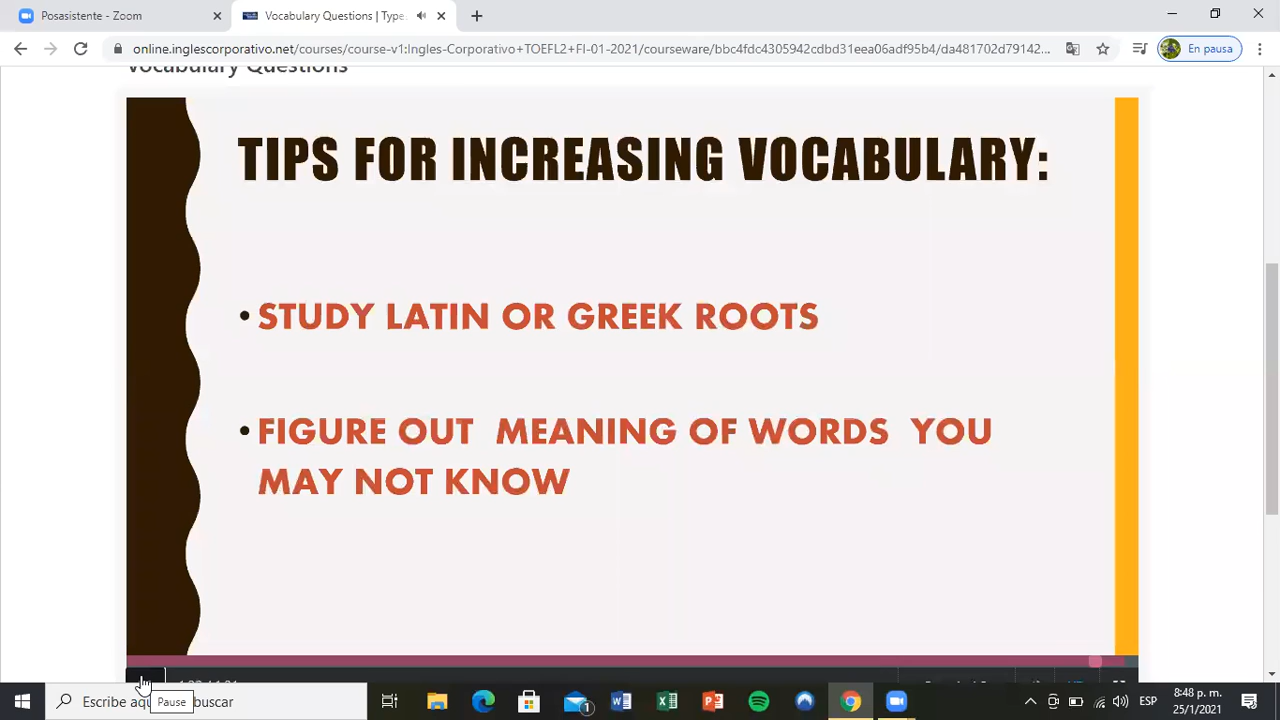 Posasistente - Zoom
Vocabulary Questions | Type
online.inglescorporativo.net/courses/course-v1:Ingles-Corporativo+TOEFL2+FI-01-2021/courseware/bbc4fdc4305942cdbd31eea06adf95b4/da481702d79142...
En pausa
Vocabulary Questions
TIPS FOR INCREASING VOCABULARY:
• STUDY LATIN OR GREEK ROOTS
• FIGURE OUT MEANING OF WORDS YOU
MAY NOT KNOW
Pause
Escribe aqu
buscar
1
ESP
8:48 p. m.
25/1/2021